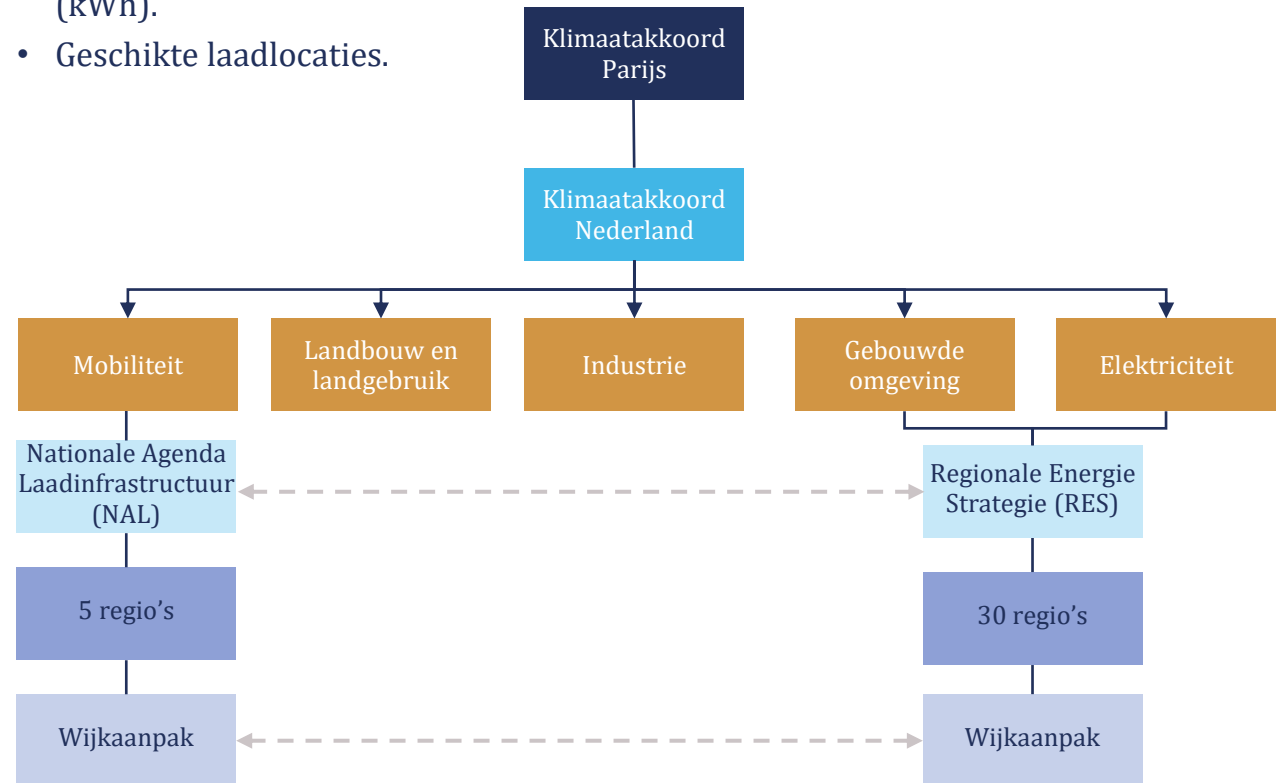 (kWh).
• Geschikte laadlocaties.
Klimaatakkoord
Parijs
Klimaatakkoord
Nederland
Mobiliteit
Landbouw en
landgebruik
Industrie
Gebouwde
omgeving
Elektriciteit
Nationale Agenda
Laadinfrastructuur
(NAL)
Regionale Energie
Strategie (RES)
5 regio’s
30 regio’s
Wijkaanpak
Wijkaanpak